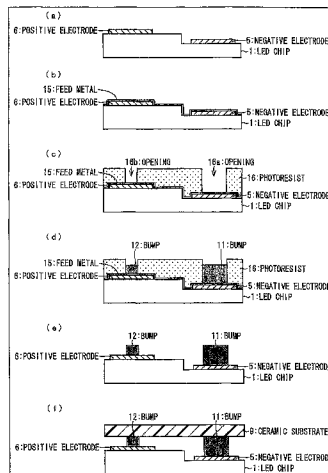 (a)
6:POSITIVE ELECTRODE
5:NEGATIVE ELECTRODE
1:LED CHIP
(b)
15:FEED METAL
6:POSITIVE ELECTRODE
5:NEGATIVE ELECTRODE
1:LED CHIP
(c)
16b:OPENING 16a:OPENING
15:FEED METAL
6:POSITIVE ELECTRODE
16:PHOTORESIST
5:NEGATIVE ELECTRODE
1:LED CHIP
(d)
12:BUMP 11:BUMP
15:FEED METAL
6:POSITIVE ELECTRODE
16:PHOTORESIST
5:NEGATIVE ELECTRODE
1:LED CHIP
(e)
12:BUMP 11:BUMP
6:POSITIVE ELECTRODE
5:NEGATIVE ELECTROD
1:LED CHIP
(f)
12:BUMP 11:BUMP
9:CERAMIC SUBSTRATE
6:POSITIVE ELECTRODE
5:NEGATIVE ELECTROD
1:LED CHIP